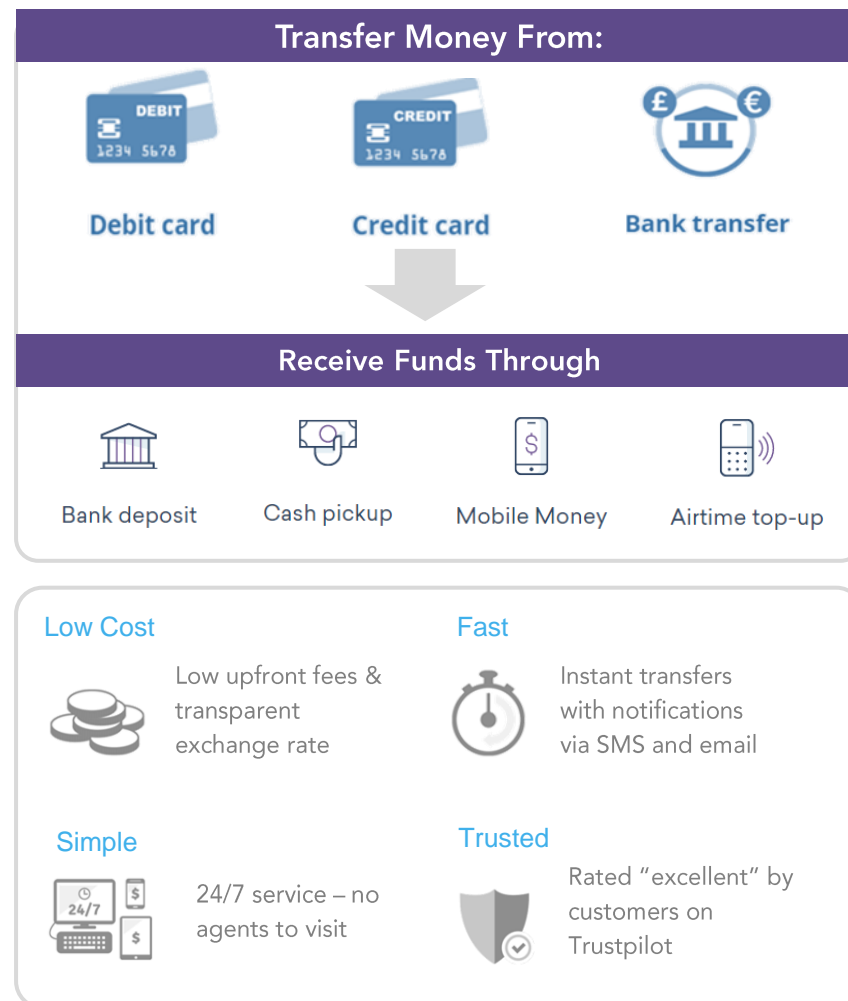 Transfer Money From:
DEBIT
1234 5678
CREDIT
1234 5678
£ €
Debit card
Credit card
Bank transfer
Receive Funds Through
$
Bank deposit
Cash pickup
Mobile Money
Airtime top-up
Low Cost
Low upfront fees &
transparent
exchange rate
Fast
Instant transfers
with notifications
via SMS and email
Simple
24/7
$
$
24/7 service – no
agents to visit
Trusted
Rated “excellent” by
customers on
Trustpilot